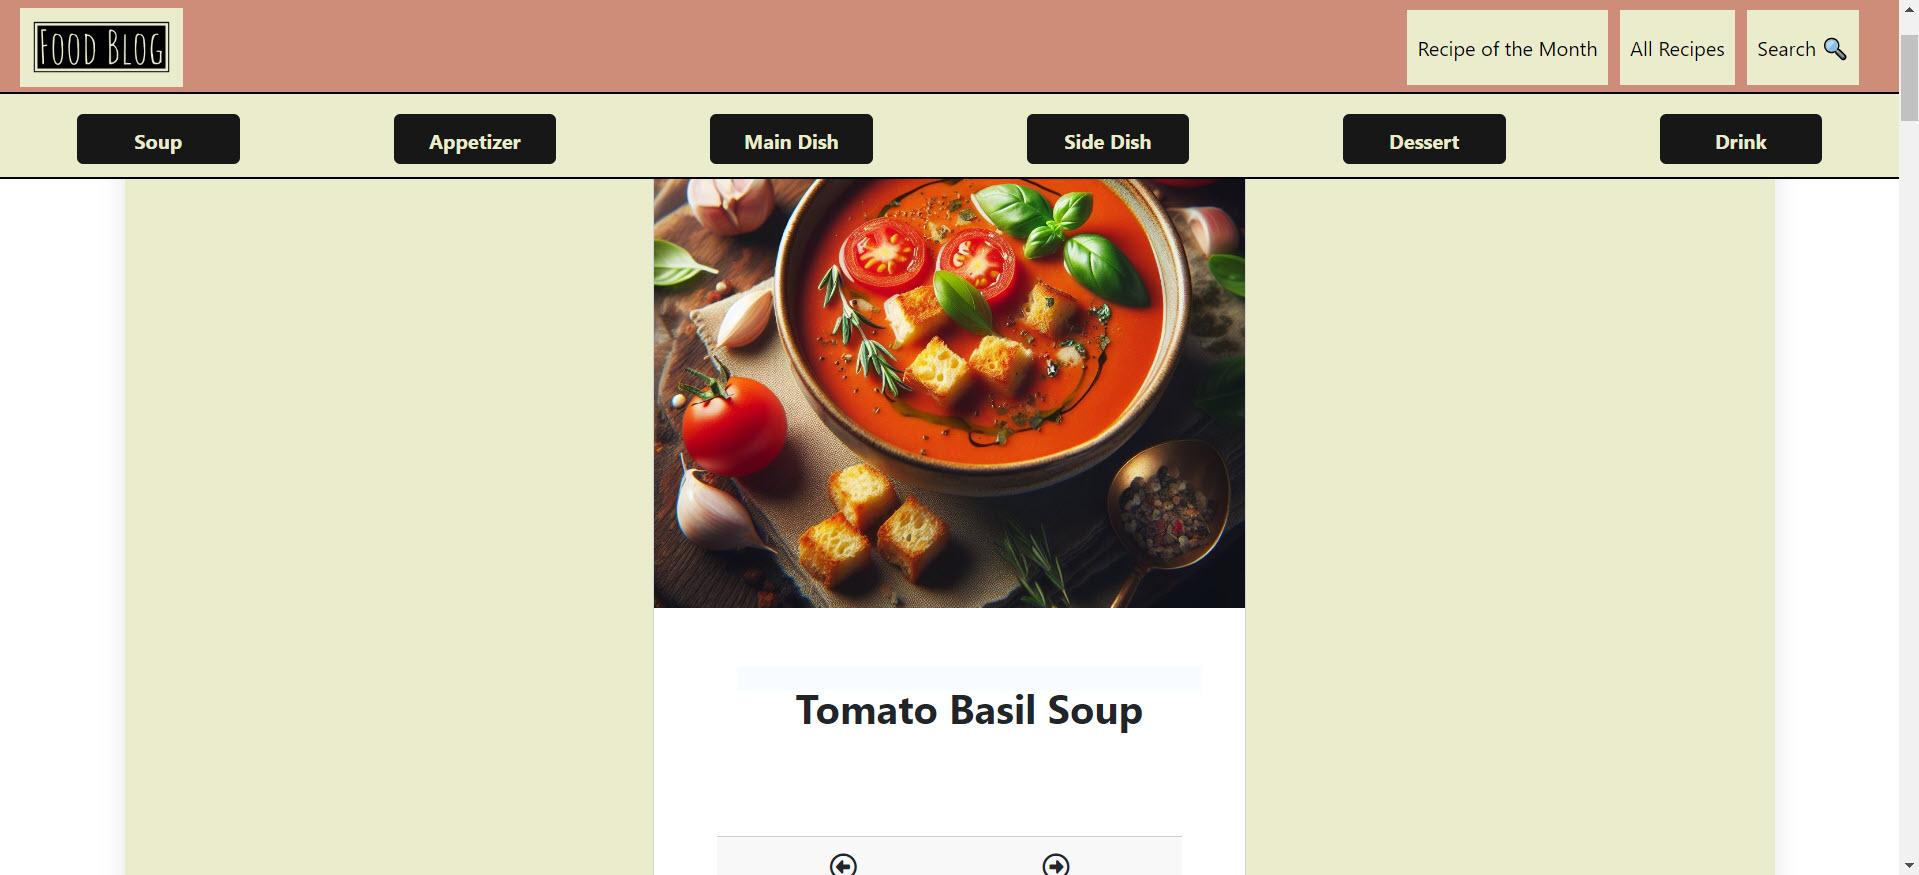 Food Blog
Recipe of the Month
All Recipes
Search
Soup
Appetizer
Main Dish
Side Dish
Dessert
Drink
Tomato Basil Soup